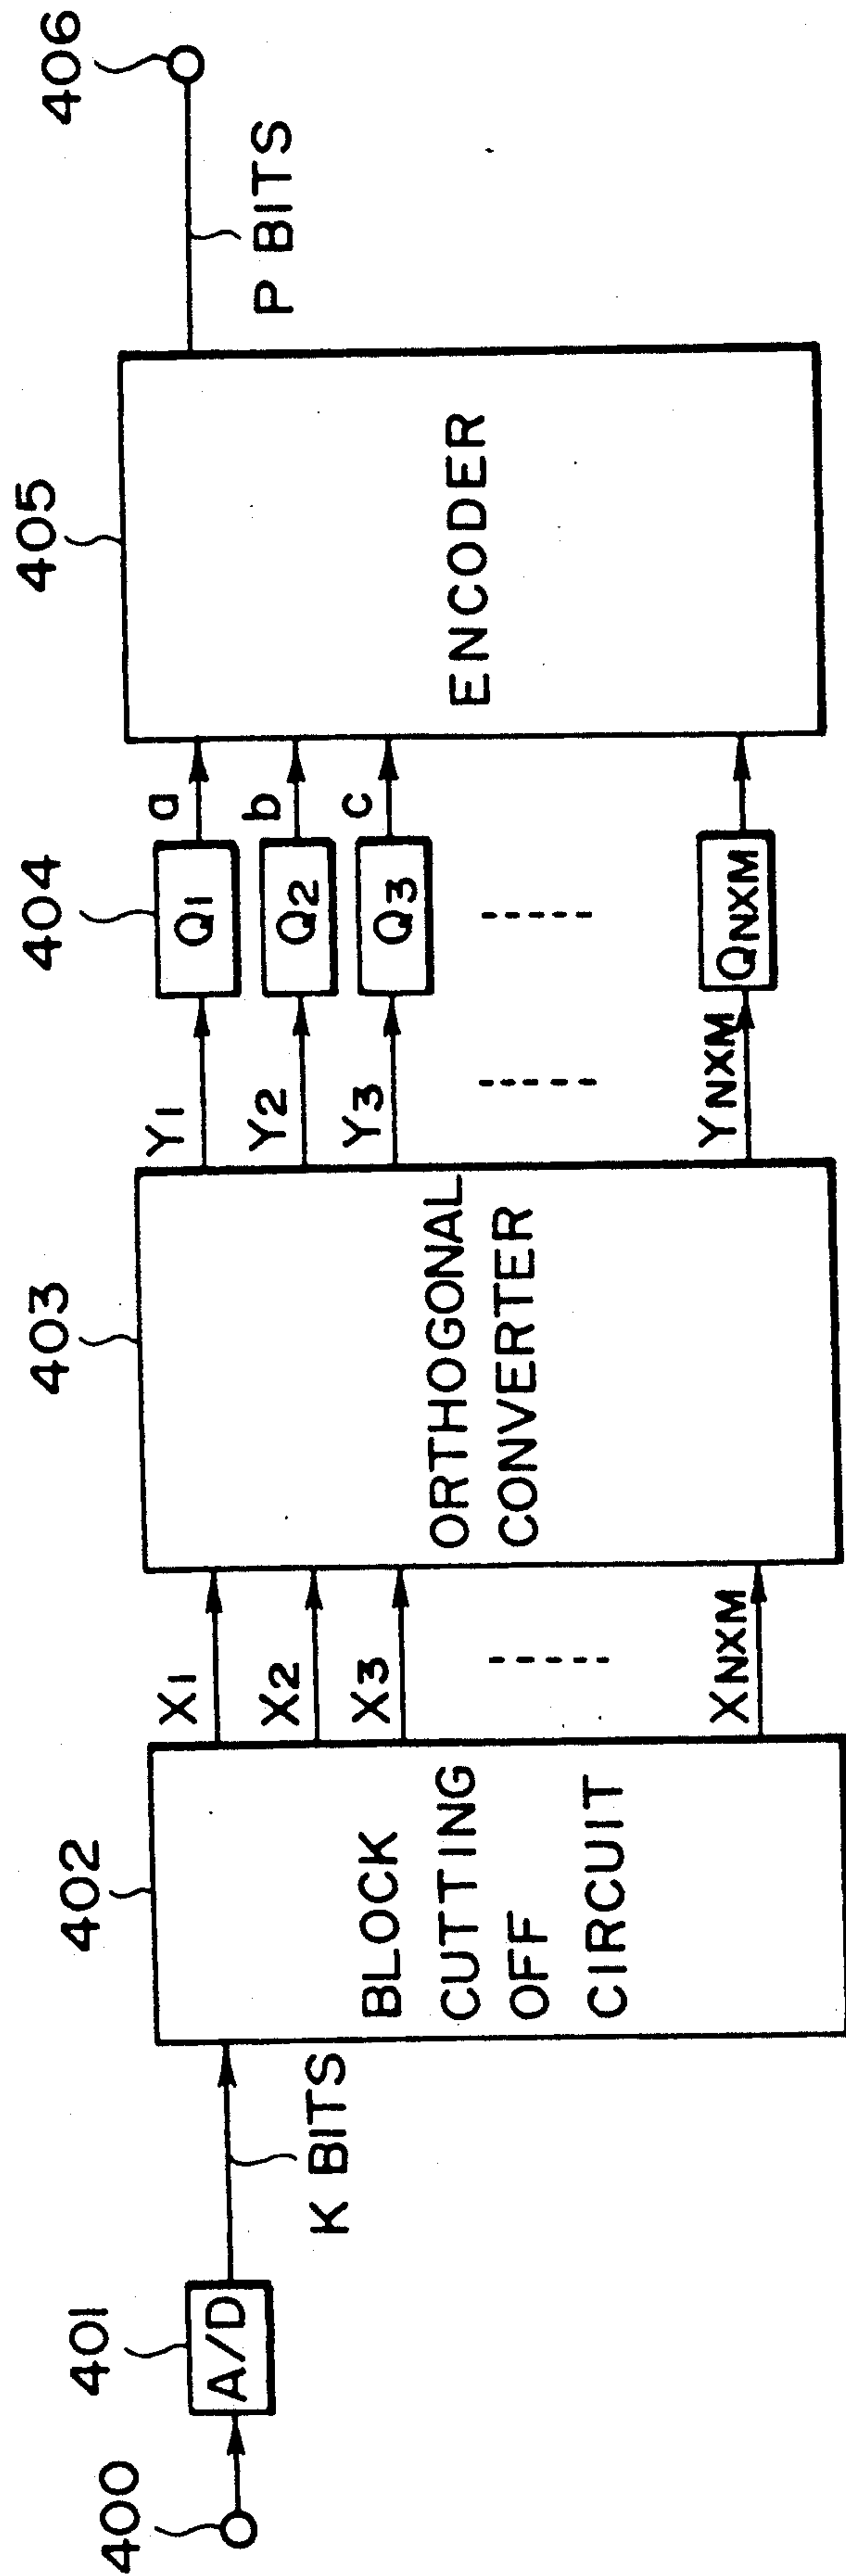 400
401
A/D
K BITS
402
BLOCK
CUTTING
OFF
CIRCUIT
X1
X2
X3
XNXM
403
ORTHOGONAL
CONVERTER
Y1
Y2
Y3
YNXM
404
Q1
Q2
Q3
QNXM
a
b
c
405
ENCODER
P BITS
406